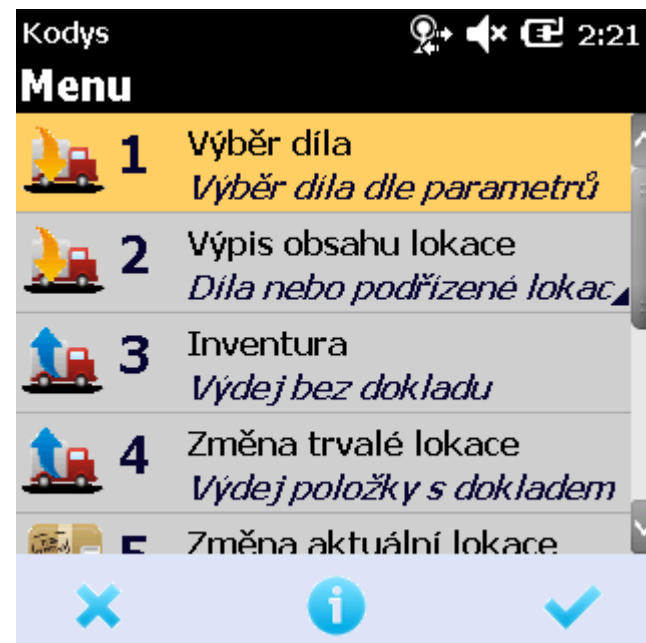 Kodys 2:21
Menu
1 Výběr díla
Výběr díla dle parametrů
2 Výpis obsahu lokace
Díla nebo podřízené lokac
3 Inventura
Výdej bez dokladu
4 Změna trvalé lokace
Výdej položky s dokladem
5 Změna aktuální lokace